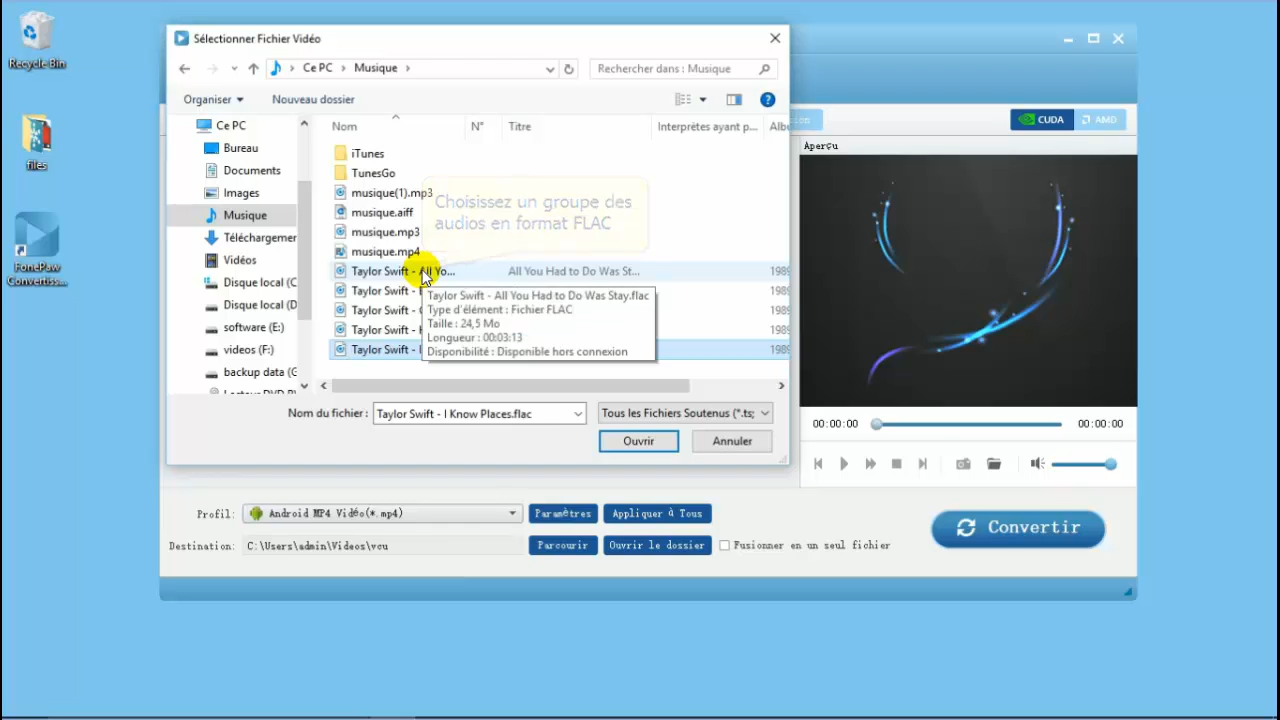 Recycle Bin
files
FonePaw
Convertiss...
Sélectionner Fichier Vidéo
Ce PC
Musique
Rechercher dans : Musique
Organiser
Nouveau dossier
Ce PC
Bureau
Documents
Images
Musique
Téléchargemer
Vidéos
Disque local (C
Disque local (D
software (E:)
videos (F:)
backup data (G
Nom
N°
Titre
Interprètes ayant p...
Albu
iTunes
TunesGo
musique(1).mp3
musique.aiff
musique.mp3
musique.mp4
Taylor Swift - All Yo...
All You Had to Do Was St...
1989
Taylor Swift -
1989
Taylor Swift -
1989
Taylor Swift -
1989
Taylor Swift -
1989
Choisissez un groupe des
audios en format FLAC
Taylor Swift - All You Had to Do Was Stay.flac
Type d'élément : Fichier FLAC
Taille : 24,5 Mo
Longueur : 00:03:13
Disponibilité : Disponible hors connexion
Nom du fichier :
Taylor Swift - I Know Places.flac
Tous les Fichiers Soutenus (*.ts;
Ouvrir
Annuler
CUDA
AMD
Aperçu
00:00:00
00:00:00
Profil:
Android MP4 Vidéo(*.mp4)
Paramètres
Appliquer à Tous
Destination:
C:\Users\admin\Videos\vcu
Parcourir
Ouvrir le dossier
Fusionner en un seul fichier
Convertir